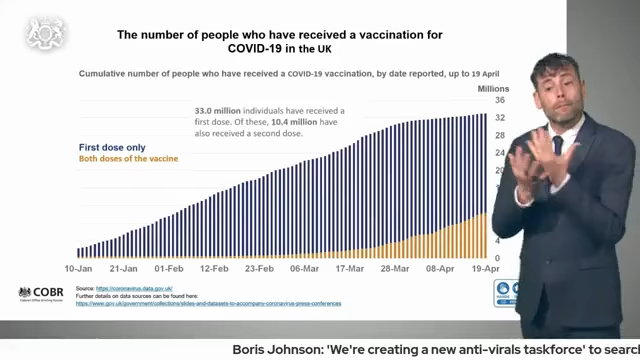 The number of people who have received a vaccination for
COVID-19 in the UK
Cumulative number of people who have received a COVID-19 vaccination, by date reported, up to 19 April
Millions
33.0 million individuals have received a
first dose. Of these, 10.4 million have
also received a second dose.
First dose only
Both doses of the vaccine
36
32
28
24
20
4
0
10-Jan 21-Jan 01-Feb 12-Feb 23-Feb 06-Mar 17-Mar 28-Mar 08-Apr 19-Apr
COBR
Source: https://coronavirus.data.gov.uk/
Further details on data sources can be found here:
https://www.gov.uk/government/collections/slides-and-datasets-to-accompany-coronavirus-press-conferences
HANDS
Boris Johnson: 'We're creating a new anti-virals taskforce' to searc